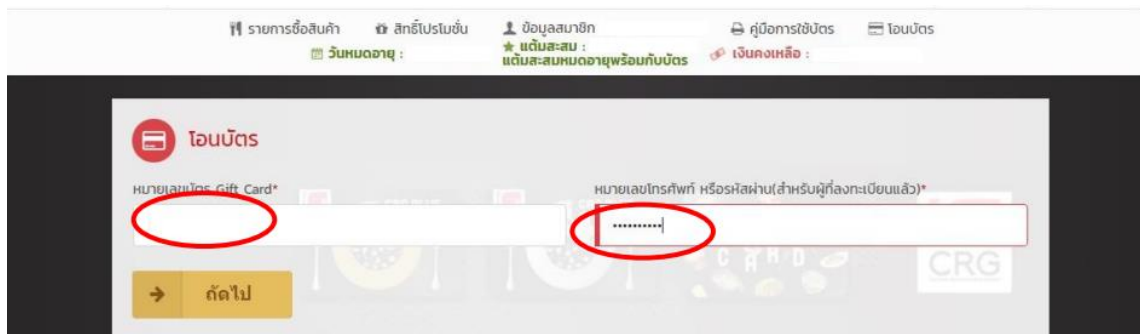 รายการซื้อสินค้า สิทธิ์โปรโมชั่น ข้อมูลสมาชิก คู่มือการใช้บัตร โอนบัตร
วันหมดอายุ : แต้มสะสม : เงินคงเหลือ :
แต้มสะสมหมดอายุพร้อมกับบัตร
โอนบัตร
หมายเลขบัตร Gift Card* หมายเลขโทรศัพท์ หรือรหัสผ่าน(สำหรับผู้ที่ลงทะเบียนแล้ว)*
••••••••••
CARD
CRG
ถัดไป